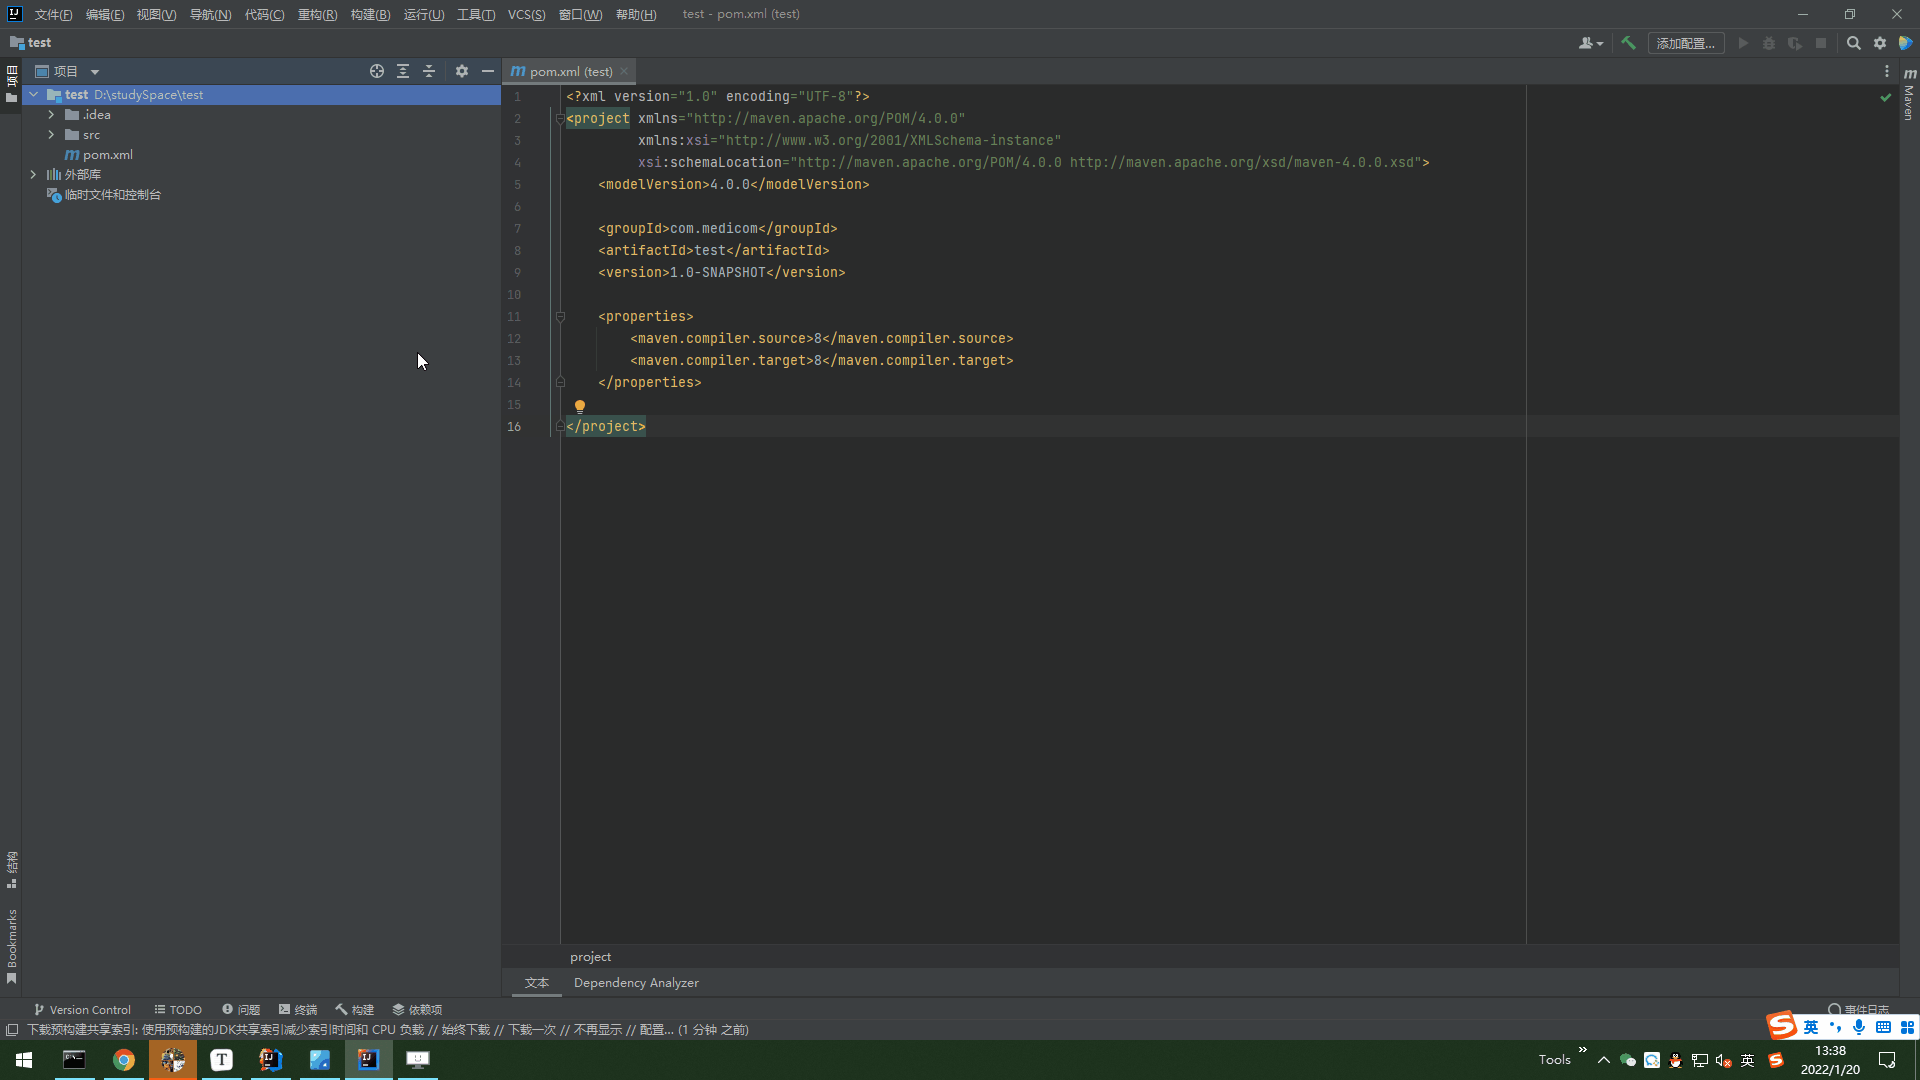 文件(F) 编辑(E) 视图(V) 导航(N) 代码(C) 重构(R) 构建(B) 运行(U) 工具(T) VCS(S) 窗口(W) 帮助(H) test - pom.xml (test)
test
添加配置...
项目
项目
pom.xml (test)
Maven
test D:\studySpace\test
.idea
src
pom.xml
外部库
临时文件和控制台
1 <?xml version="1.0" encoding="UTF-8"?>
2 <project xmlns="http://maven.apache.org/POM/4.0.0"
3 xmlns:xsi="http://www.w3.org/2001/XMLSchema-instance"
4 xsi:schemaLocation="http://maven.apache.org/POM/4.0.0 http://maven.apache.org/xsd/maven-4.0.0.xsd">
5 <modelVersion>4.0.0</modelVersion>
6
7 <groupId>com.medicom</groupId>
8 <artifactId>test</artifactId>
9 <version>1.0-SNAPSHOT</version>
10
11 <properties>
12 <maven.compiler.source>8</maven.compiler.source>
13 <maven.compiler.target>8</maven.compiler.target>
14 </properties>
15
16 </project>
结构
Bookmarks
project
文本 Dependency Analyzer
Version Control TODO 问题 终端 构建 依赖项 事件日志
下载预构建共享索引: 使用预构建的JDK共享索引减少索引时间和 CPU 负载 // 始终下载 // 下载一次 // 不再显示 // 配置... (1 分钟 之前)
英
Tools
英
13:38
2022/1/20